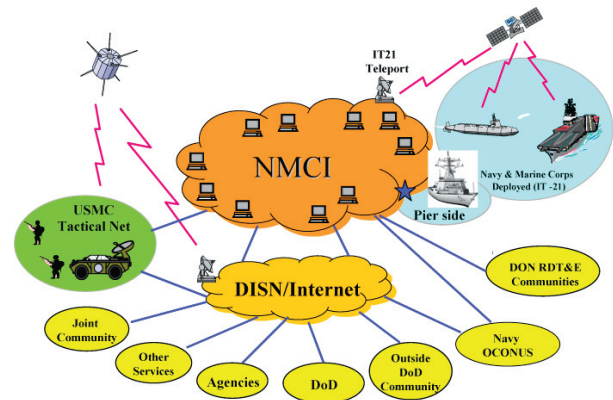 IT21
Teleport
NMCI
Navy & Marine Corps
Deployed (IT -21)
Pier side
USMC
Tactical Net
DISN/Internet
DON RDT&E
Communities
Joint
Community
Other
Services
Agencies
DoD
Outside
DoD
Community
Navy
OCONUS